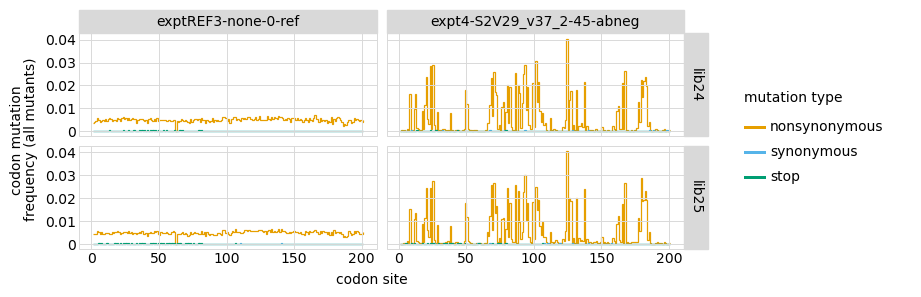 exptREF3-none-0-ref
expt4-S2V29_v37_2-45-abneg
codon mutation
frequency (all mutants)
0.04
0.03
0.02
0.01
0
lib24
0.04
0.03
0.02
0.01
0
lib25
0
50
100
150
200
0
50
100
150
200
codon site
mutation type
nonsynonymous
synonymous
stop